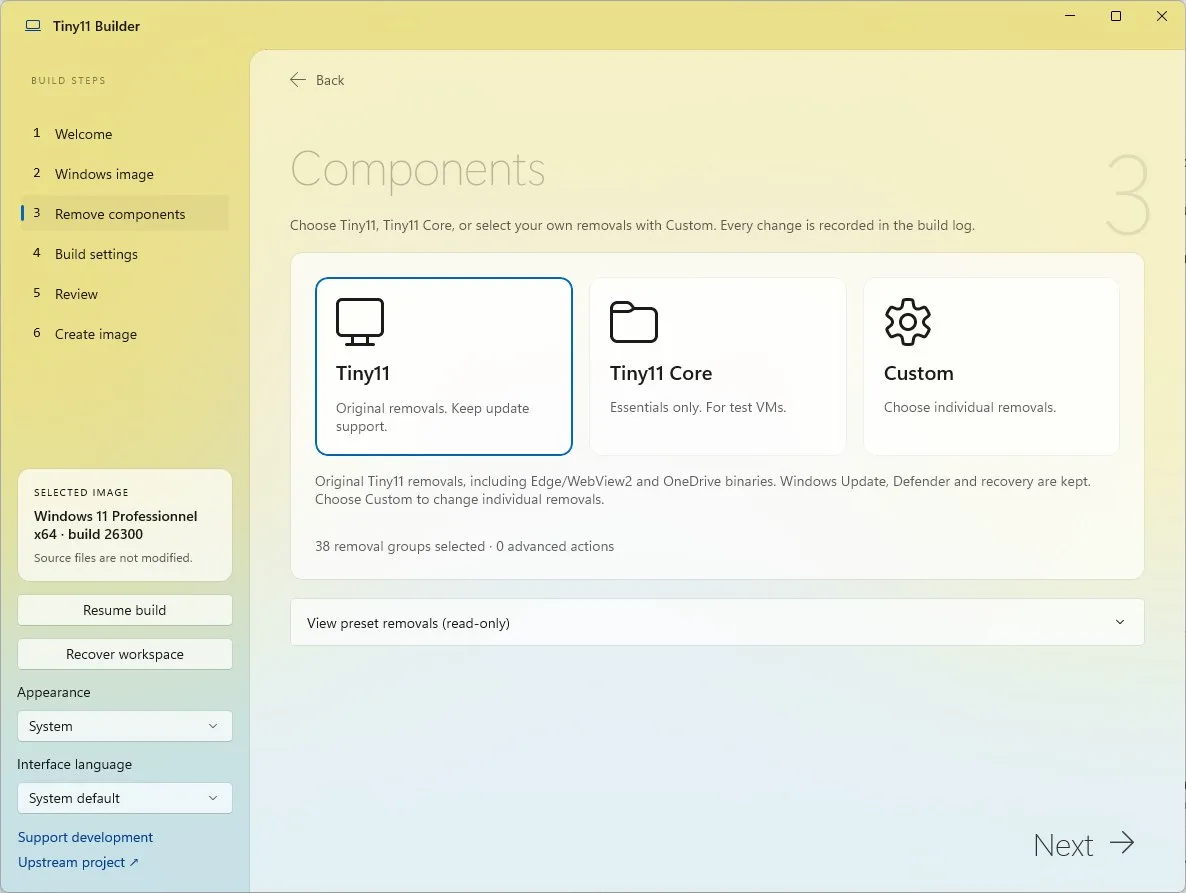 Tiny11 Builder
BUILD STEPS
1 Welcome
2 Windows image
3 Remove components
4 Build settings
5 Review
6 Create image
SELECTED IMAGE
Windows 11 Professionnel
x64 · build 26300
Source files are not modified.
Resume build
Recover workspace
Appearance
System
Interface language
System default
Support development
Upstream project ↗
Back
Components
3
Choose Tiny11, Tiny11 Core, or select your own removals with Custom. Every change is recorded in the build log.
Tiny11
Original removals. Keep update
support.
Tiny11 Core
Essentials only. For test VMs.
Custom
Choose individual removals.
Original Tiny11 removals, including Edge/WebView2 and OneDrive binaries. Windows Update, Defender and recovery are kept.
Choose Custom to change individual removals.
38 removal groups selected · 0 advanced actions
View preset removals (read-only)
Next